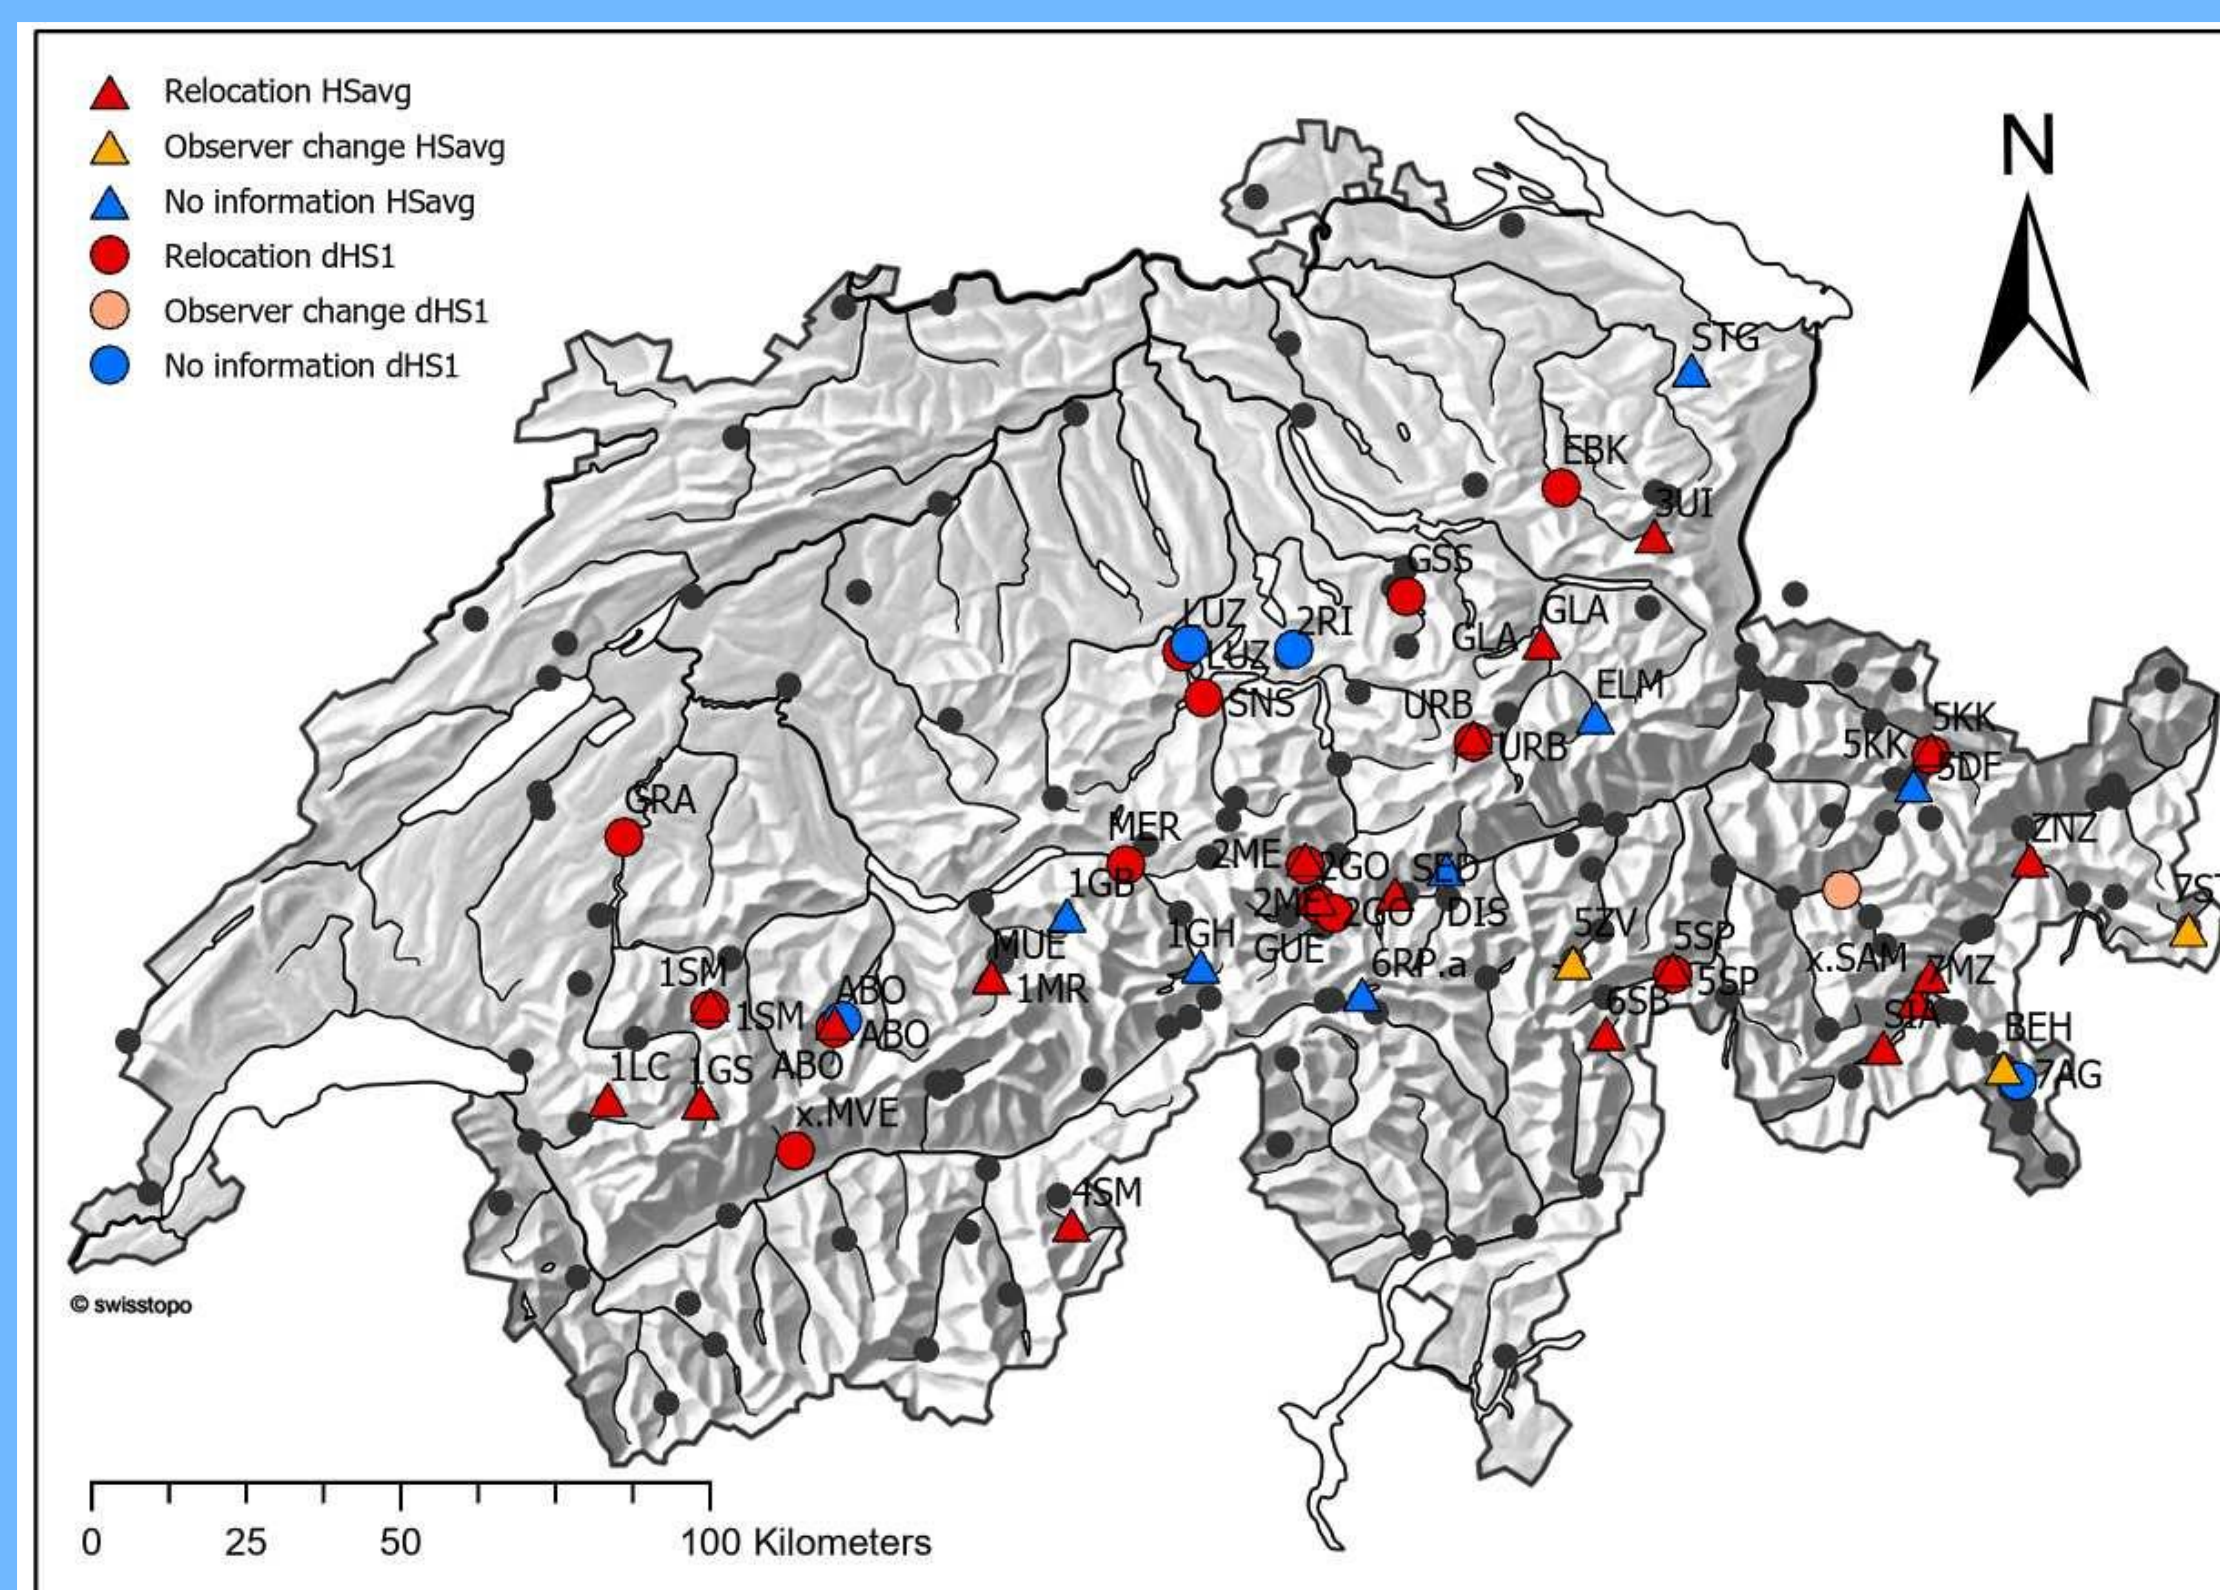 Relocation HSavg
Observer change HSavg
No information HSavg
Relocation dHS1
Observer change dHS1
No information dHS1
N
STG
EBK
3UI
GSS
GLA
GLA
LUZ
2RI
LUZ
SNS
ELM
URB
URB
5KK
5KK
5DF
GRA
MER
2ME
2GO
SED
ZNZ
1GB
2ME
2GO
DIS
7ST
MUE
1GH
GUE
5ZV
5SP
1SM
1MR
6RP.a
x.SAM
7MZ
5SP
1SM
ABO
ABO
6SB
SIA
BEH
1LC
1GS
ABO
7AG
x.MVE
4SM
© swisstopo
0 25 50 100 Kilometers